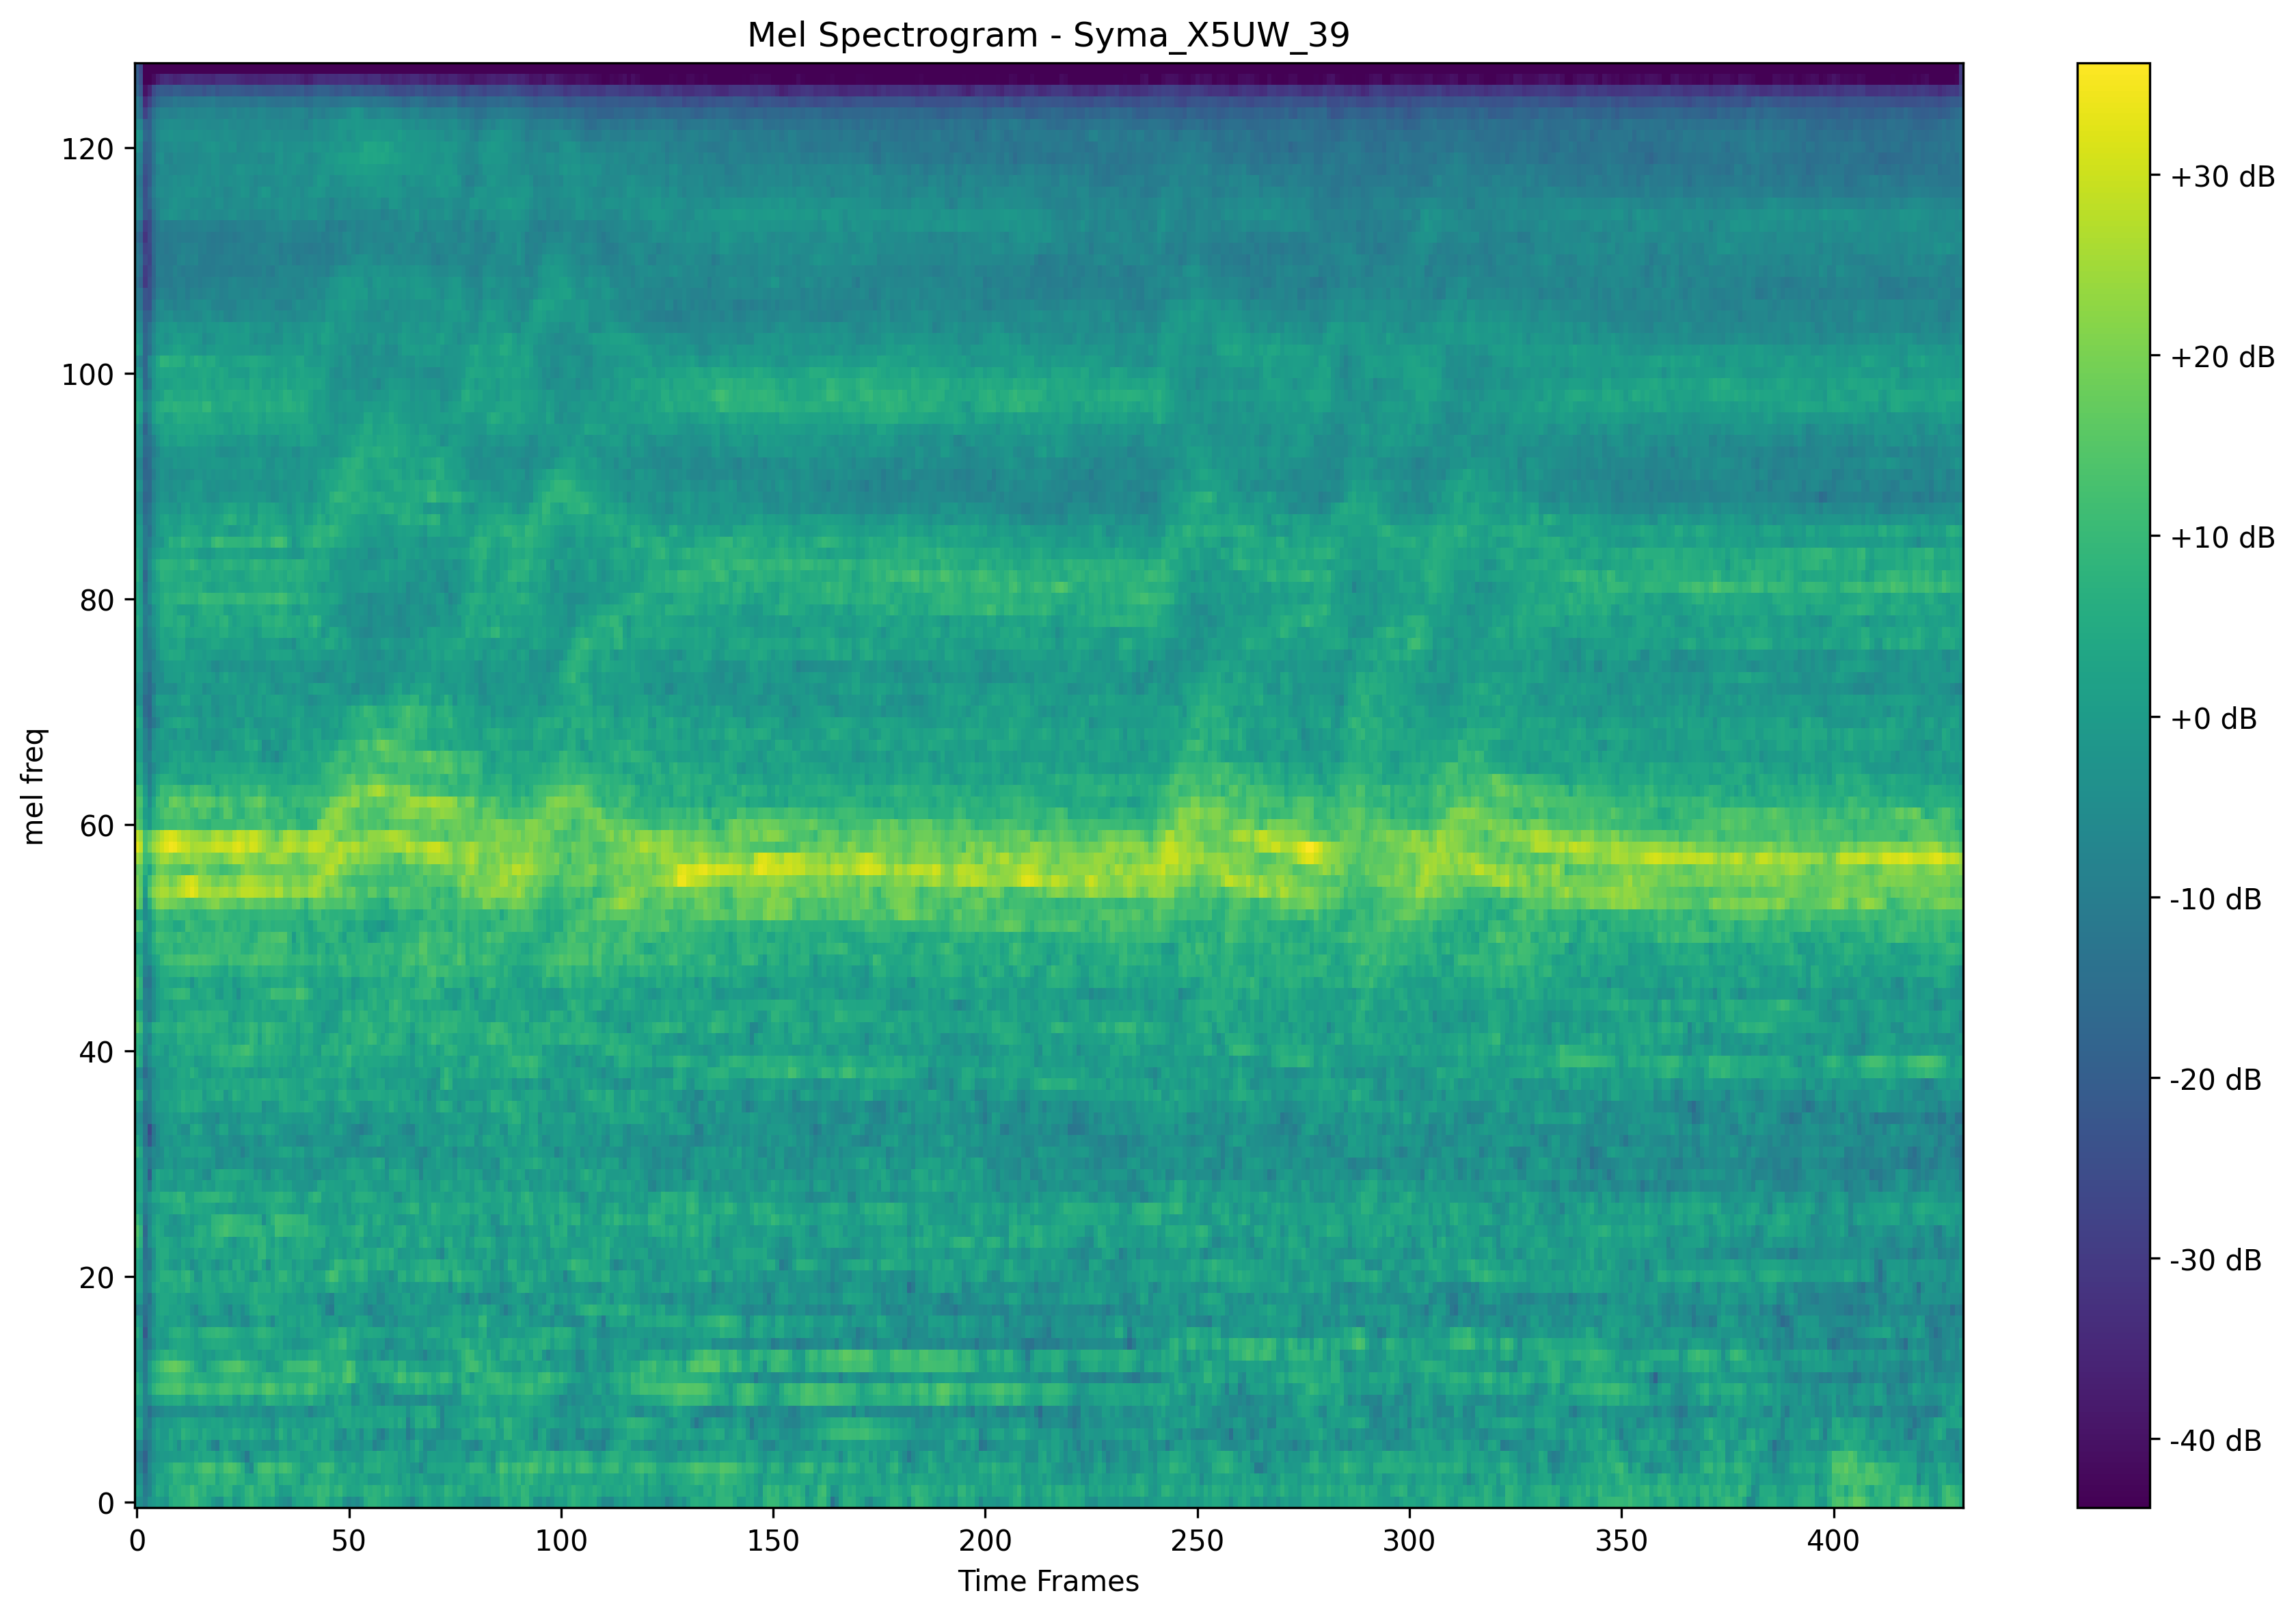 Mel Spectrogram - Syma_X5UW_39
mel freq
120
100
80
60
40
20
0
0 50 100 150 200 250 300 350 400
Time Frames
+30 dB
+20 dB
+10 dB
+0 dB
-10 dB
-20 dB
-30 dB
-40 dB